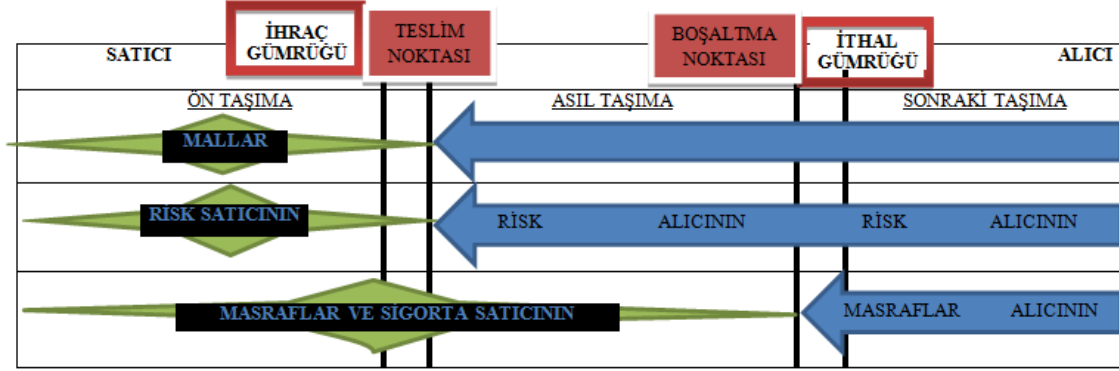 SATICI
İHRAÇ
GÜMRÜĞÜ
TESLİM
NOKTASI
BOŞALTMA
NOKTASI
İTHAL
GÜMRÜĞÜ
ALICI
ÖN TAŞIMA
ASIL TAŞIMA
SONRAKİ TAŞIMA
MALLAR
RİSK SATICININ
RİSK ALICININ RİSK ALICININ
MASRAFLAR VE SİGORTA SATICININ
MASRAFLAR ALICININ